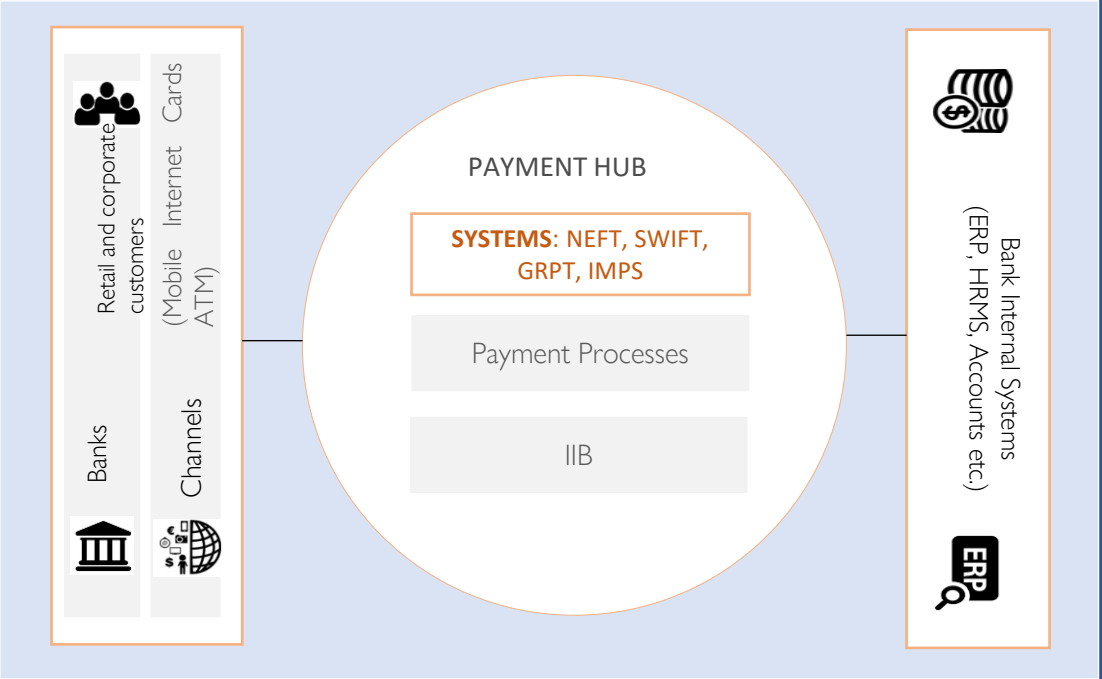 Banks
Retail and corporate
customers
Channels
(Mobile Internet Cards
ATM)
PAYMENT HUB
SYSTEMS: NEFT, SWIFT,
GRPT, IMPS
Payment Processes
IIB
Bank Internal Systems
(ERP, HRMS, Accounts etc.)
$
ERP
€
$